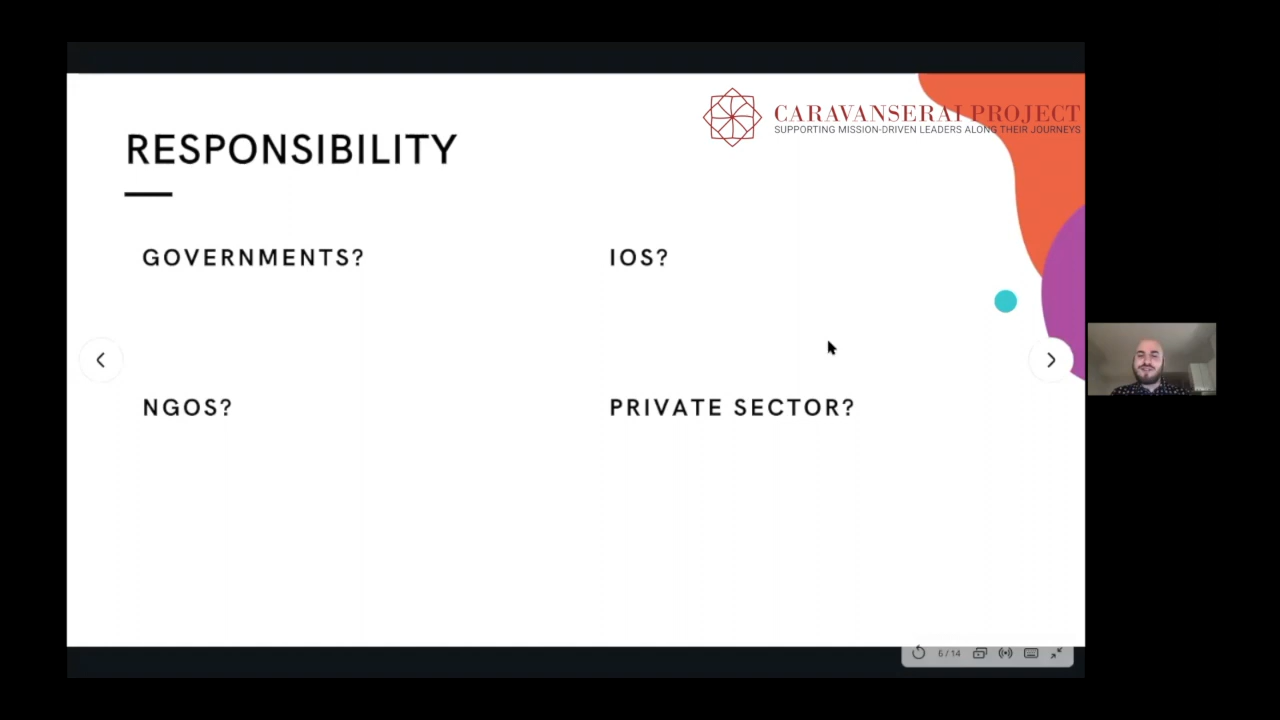 CARAVANSERAI PROJECT
SUPPORTING MISSION-DRIVEN LEADERS ALONG THEIR JOURNEYS
RESPONSIBILITY
GOVERNMENTS?
IOS?
NGOS?
PRIVATE SECTOR?
6 / 14